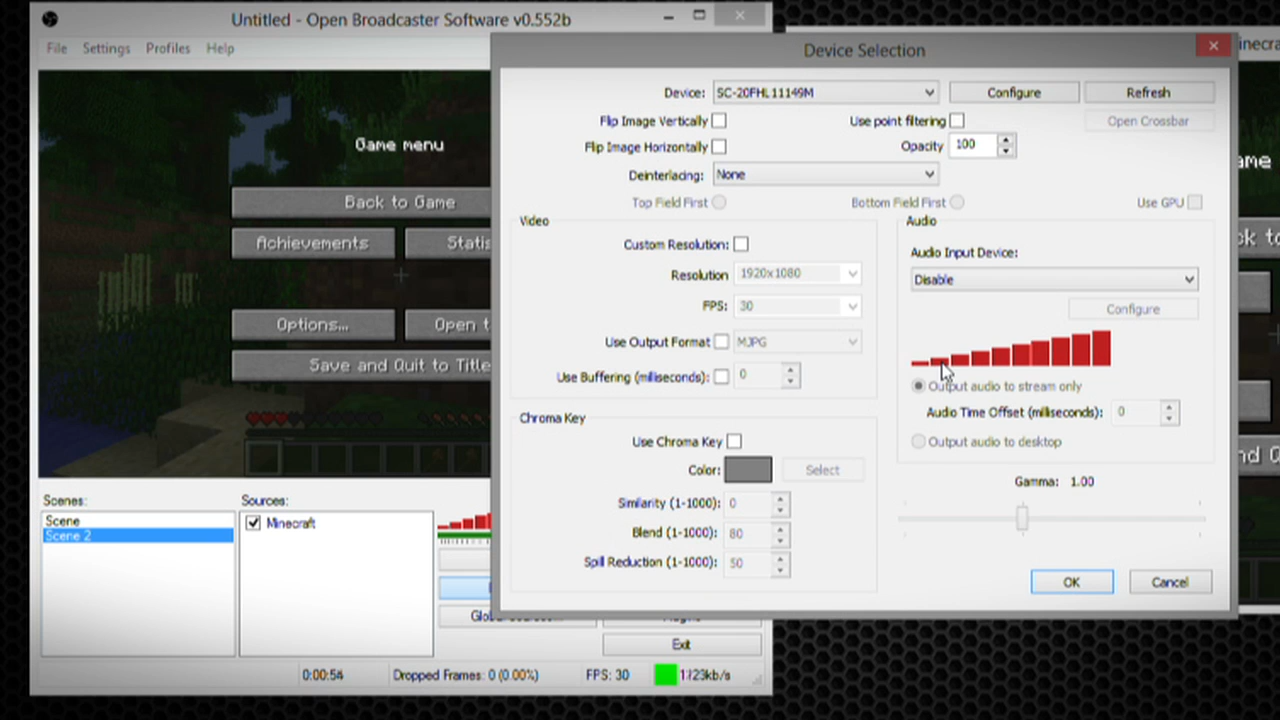 Untitled - Open Broadcaster Software v0.552b
File Settings Profiles Help
Game menu
Back to Game
Achievements
Options...
Open t
Save and Quit to Title
Scenes:
Scene
Scene 2
Sources:
Minecraft
Exit
0:00:54
Dropped Frames: 0 (0.00%)
FPS: 30
Device Selection
Device: SC-20FHL11149M
Configure
Refresh
Flip Image Vertically
Use point filtering
Open Crossbar
Flip Image Horizontally
Opacity 100
Deinterlacing: None
Top Field First
Bottom Field First
Use GPU
Video
Custom Resolution:
Resolution 1920x1080
FPS: 30
Use Output Format MJPG
Use Buffering (milliseconds): 0
Chroma Key
Use Chroma Key
Color:
Select
Similarity (1-1000): 0
Blend (1-1000): 80
Spill Reduction (1-1000): 50
Audio
Audio Input Device:
Disable
Configure
Output audio to stream only
Audio Time Offset (milliseconds): 0
Output audio to desktop
Gamma: 1.00
OK
Cancel